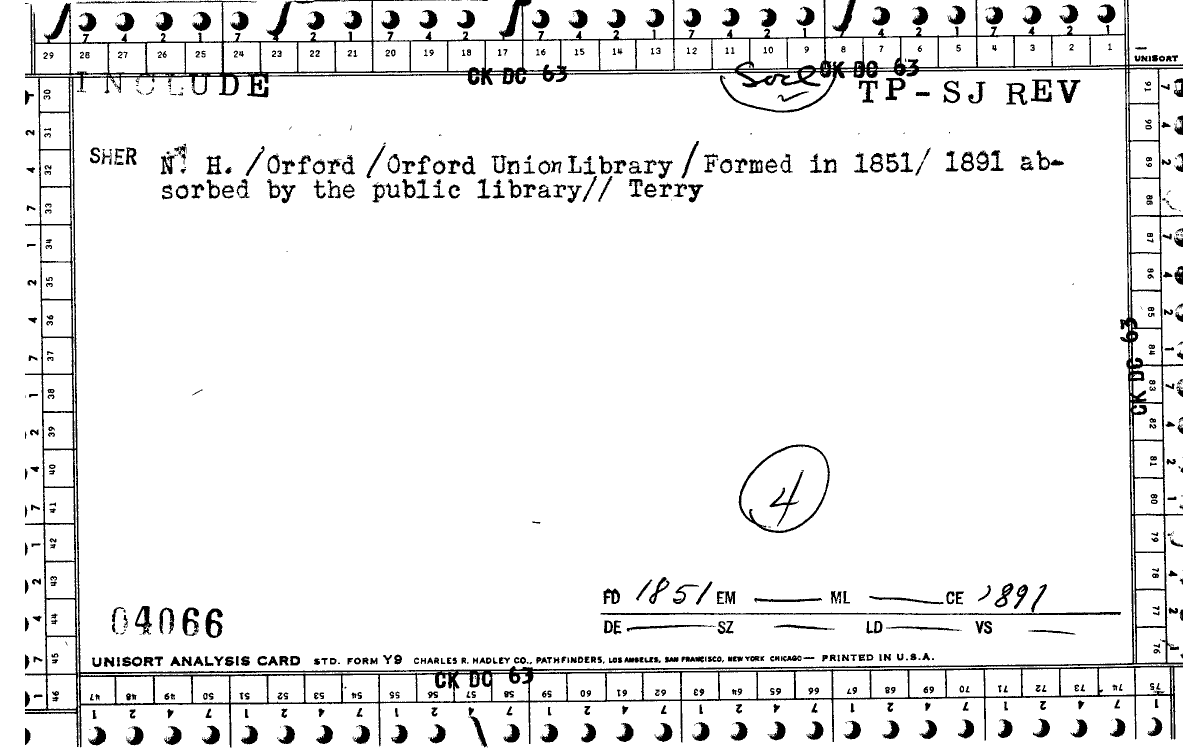 7 4 2 1 7 2 1 7 4 2 1 7 4 2 1 7 4 2 1 7 4 2 1 7 4 2 1
29 28 27 26 25 24 23 22 21 20 19 18 17 16 15 14 13 12 11 10 9 8 7 6 5 4 3 2 1
UNISORT
INCLUDE CK DC 63 CK DC 63
TP-SJ REV
SHER N. H. /Orford /Orford Union Library / Formed in 1851/ 1891 ab-
sorbed by the public library// Terry
30 31 32 33 34 35 36 37 38 39 40 41 42 43 44 45 46
91 90 89 88 87 86 85 84 83 82 81 80 79 78 77 76
CK DC 63
4
FD 1851 EM ML CE 1891
04066
DE SZ LD VS
UNISORT ANALYSIS CARD STD. FORM Y9 CHARLES R. HADLEY CO., PATHFINDERS, LOS ANGELES, SAN FRANCISCO, NEW YORK CHICAGO — PRINTED IN U.S.A.
CK DC 63
47 48 49 50 51 52 53 54 55 56 57 58 59 60 61 62 63 64 65 66 67 68 69 70 71 72 73 74 75
1 2 4 7 1 2 4 7 1 2 4 7 1 2 4 7 1 2 4 7 1 2 4 7 1 2 4 7 1